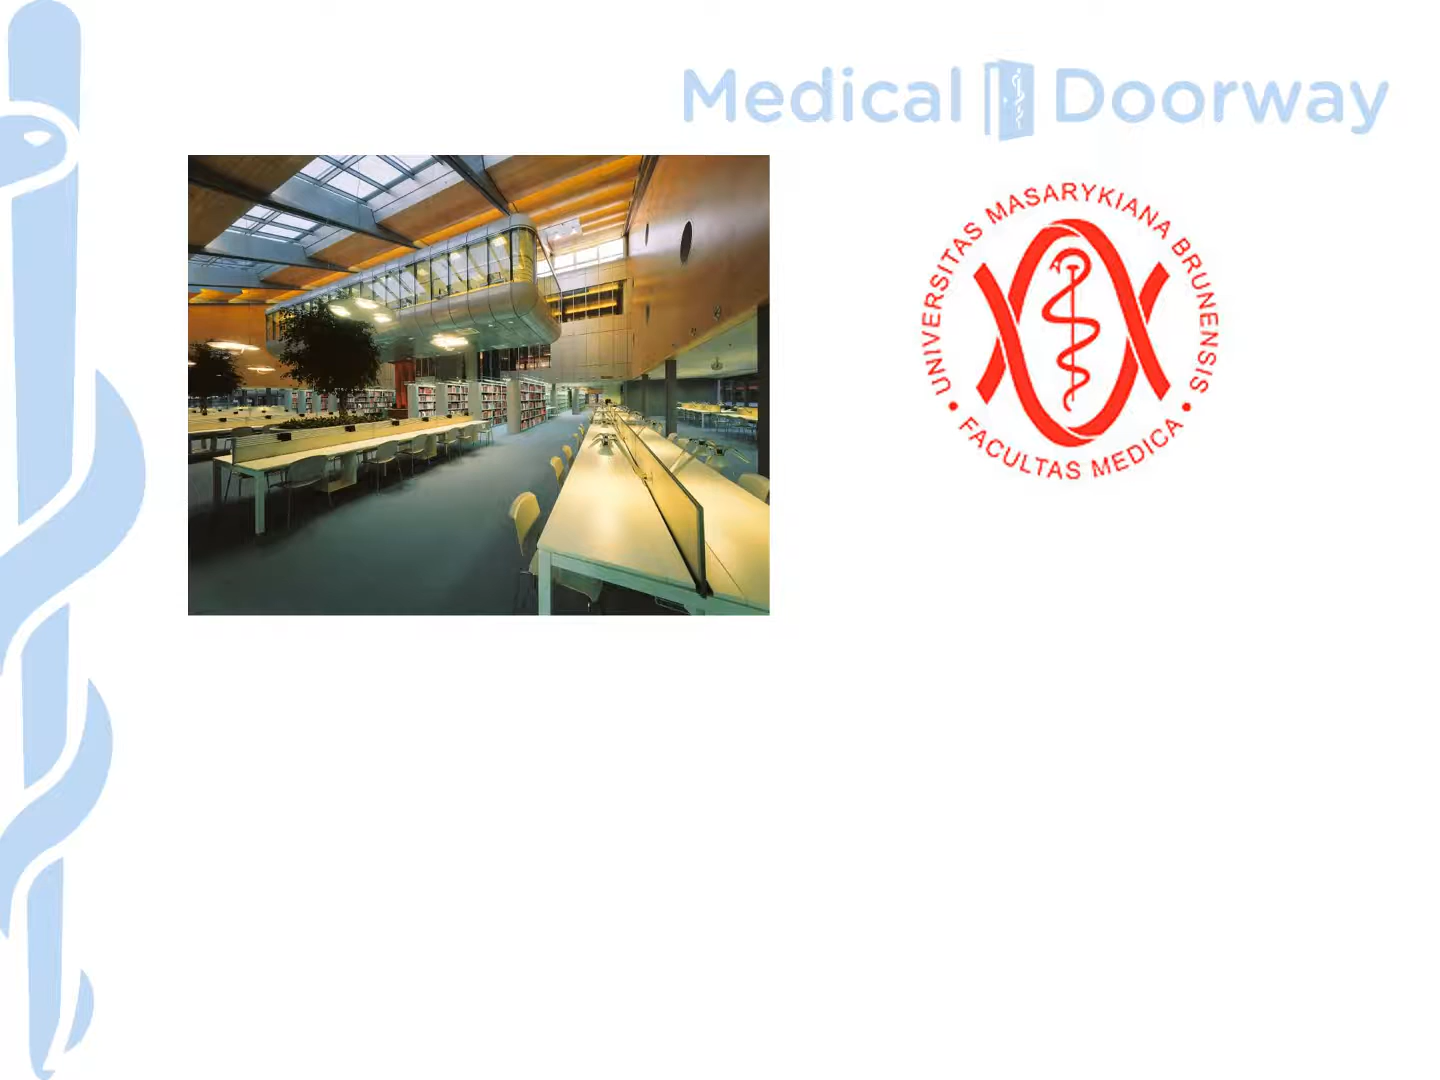 Medical Doorway
UNIVERSITAS MASARYKIANA BRUNENSIS
• FACULTAS MEDICA •